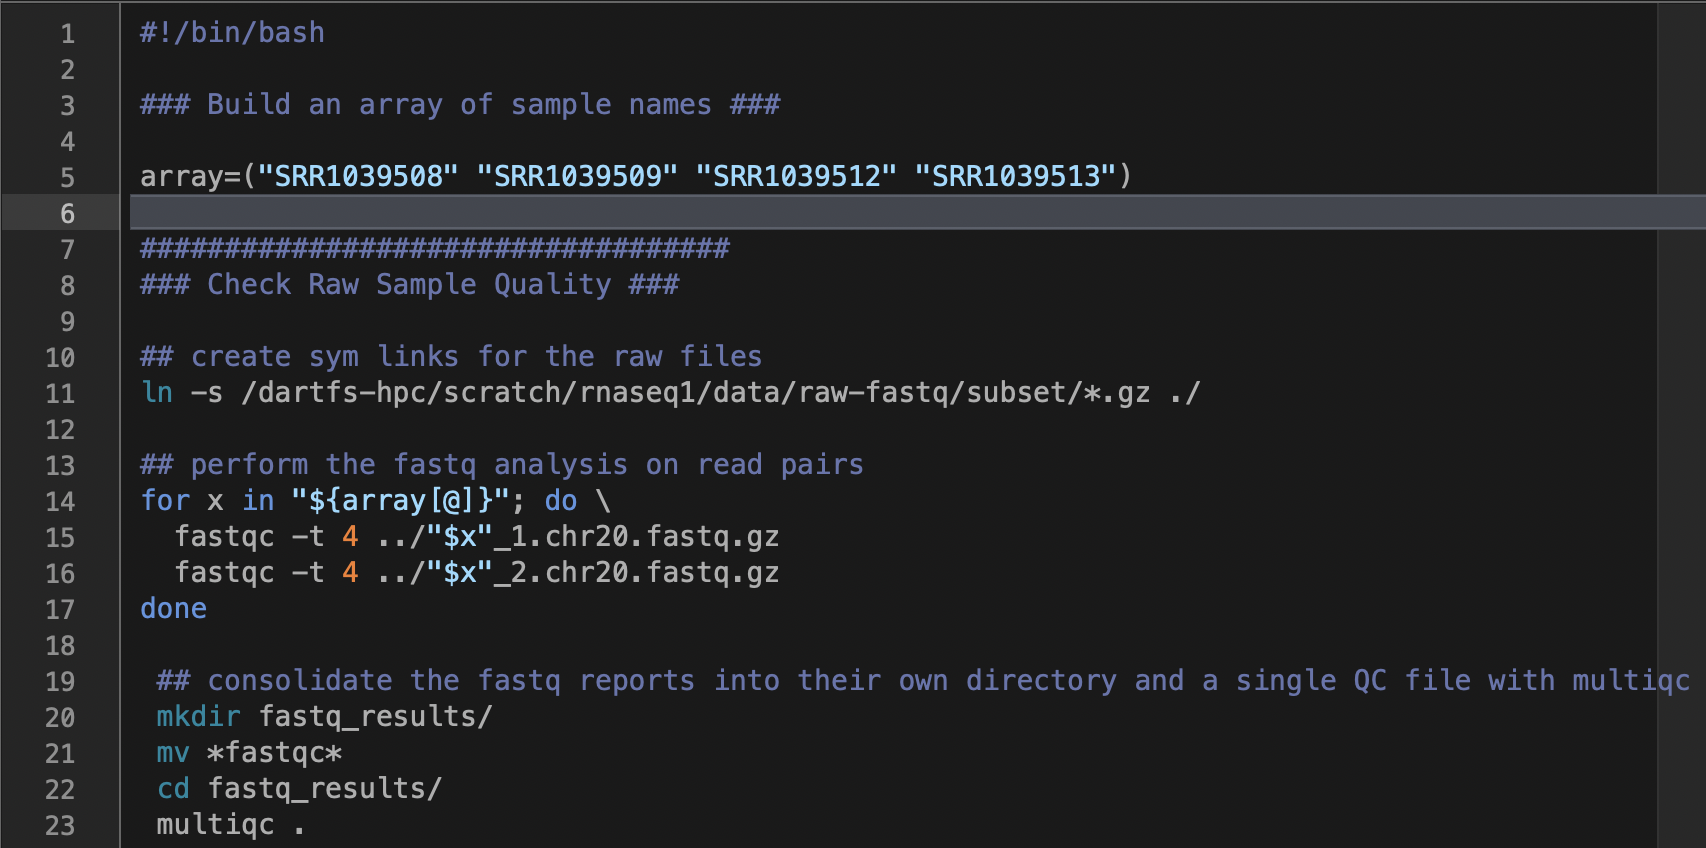 1 #!/bin/bash
2
3 ### Build an array of sample names ###
4
5 array=("SRR1039508" "SRR1039509" "SRR1039512" "SRR1039513")
6
7 ###################################
8 ### Check Raw Sample Quality ###
9
10 ## create sym links for the raw files
11 ln -s /dartfs-hpc/scratch/rnaseq1/data/raw-fastq/subset/*.gz ./
12
13 ## perform the fastq analysis on read pairs
14 for x in "${array[@]}"; do \
15   fastqc -t 4 ../"$x"_1.chr20.fastq.gz
16   fastqc -t 4 ../"$x"_2.chr20.fastq.gz
17 done
18
19  ## consolidate the fastq reports into their own directory and a single QC file with multiqc
20  mkdir fastq_results/
21  mv *fastqc*
22  cd fastq_results/
23  multiqc .